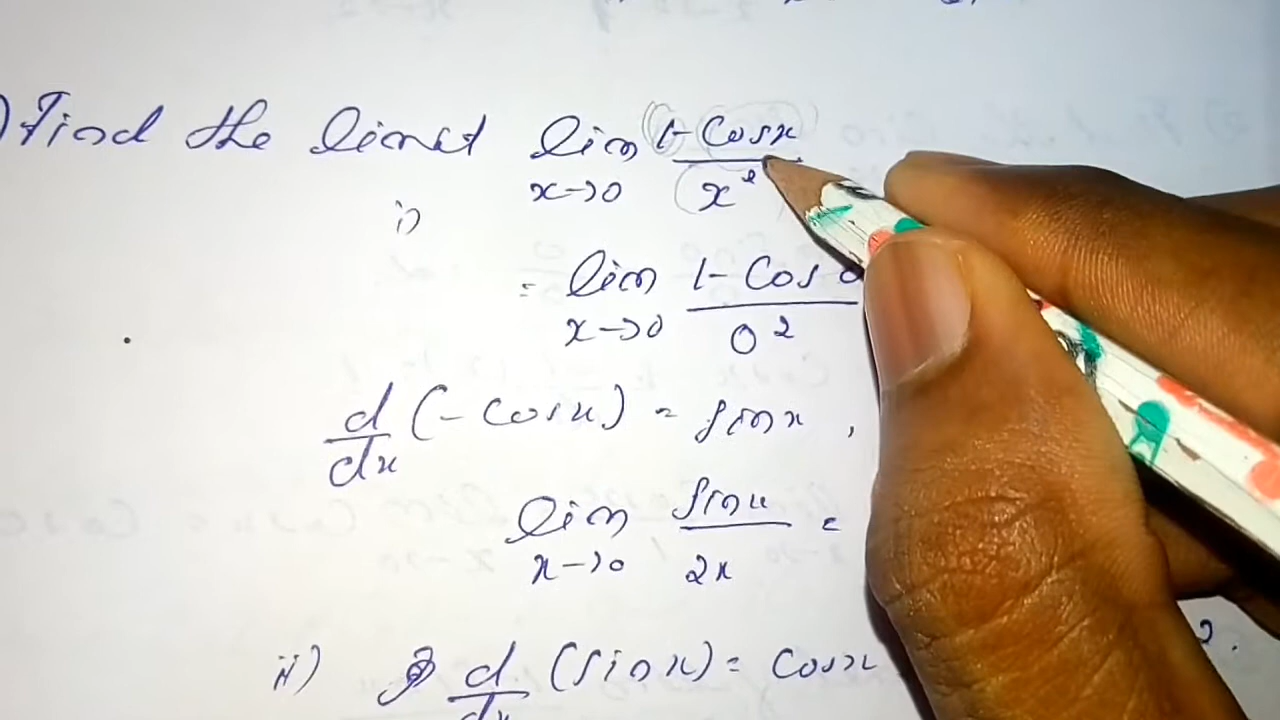 ) Find the limit lim 1- Cosx
x→0 x²
i)
= lim 1- Cos 0
x→0 0²
d/dx (- cosx) = sinx ,
lim sinx =
x→0 2x
ii) d/dx (sinx) = cosx 2.